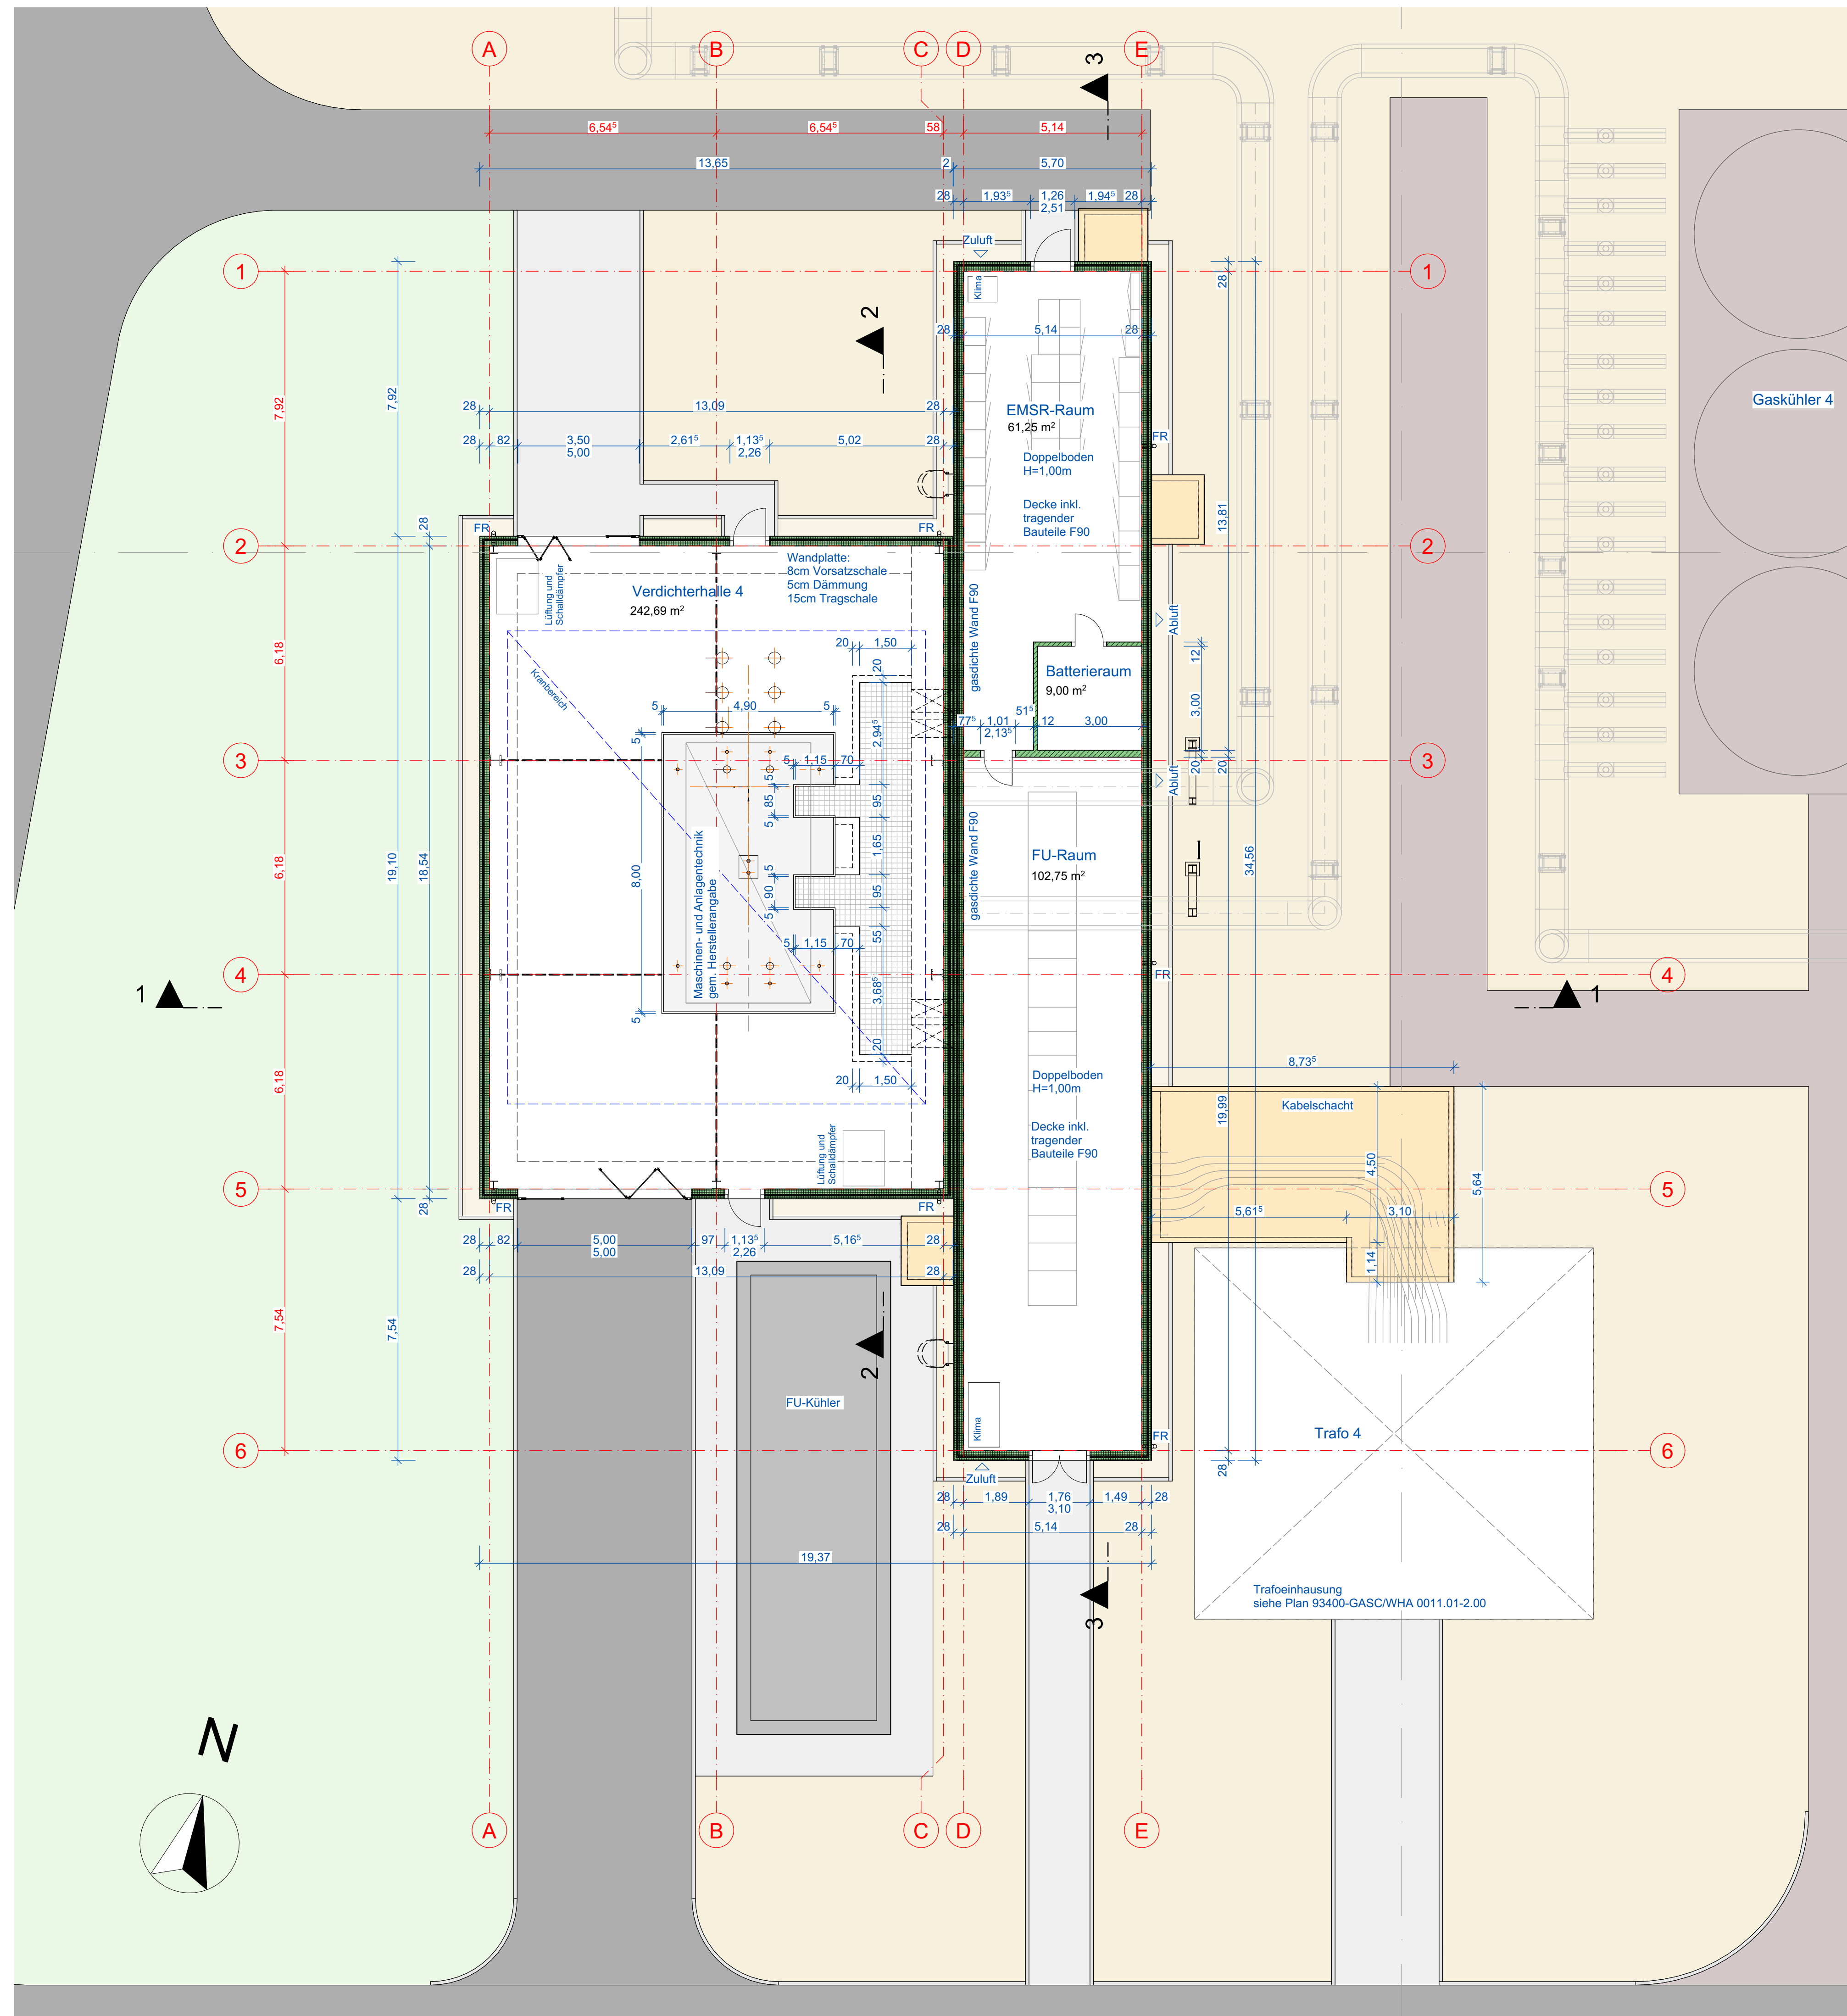 A
B
C
D
E
3
6,54⁵
6,54⁵
58
5,14
13,65
2
5,70
28
1,93⁵
1,26
1,94⁵
28
2,51
Zuluft
1
1
28
Klima
2
28
5,14
28
7,92
7,92
13,09
28
28
EMSR-Raum
61,25 m²
Gaskühler 4
28
82
3,50
2,61⁵
1,13⁵
5,02
28
5,00
2,26
FR
Doppelboden
H=1,00m
Decke inkl.
tragender
Bauteile F90
13,81
28
FR
FR
2
2
Wandplatte:
8cm Vorsatzschale
5cm Dämmung
15cm Tragschale
Lüftung und
Schalldämpfer
Verdichterhalle 4
242,69 m²
gasdichte Wand F90
Abluft
6,18
20
1,50
20
12
Kranbereich
Batterieraum
9,00 m²
3,00
5
4,90
5
2,94⁵
77⁵
1,01
51⁵
12
3,00
2,13⁵
5
3
3
20
20
5
1,15
70
5
Abluft
85
95
5
6,18
19,10
18,54
8,00
Maschinen- und Anlagentechnik
gem. Herstellerangabe
1,65
gasdichte Wand F90
FU-Raum
102,75 m²
34,56
5
90
95
5
55
5
1,15
70
4
FR
4
1
1
3,68⁵
5
20
6,18
20
1,50
Doppelboden
H=1,00m
Decke inkl.
tragender
Bauteile F90
19,99
8,73⁵
Kabelschacht
4,50
5,64
Lüftung und
Schalldämpfer
5
5
28
FR
FR
5,61⁵
3,10
28
82
5,00
97
1,13⁵
5,16⁵
28
5,00
2,26
28
13,09
28
1,14
7,54
7,54
2
FU-Kühler
Klima
Trafo 4
FR
6
6
28
Zuluft
28
1,89
1,76
1,49
28
3,10
28
5,14
28
19,37
Trafoeinhausung
siehe Plan 93400-GASC/WHA 0011.01-2.00
3
N
A
B
C
D
E